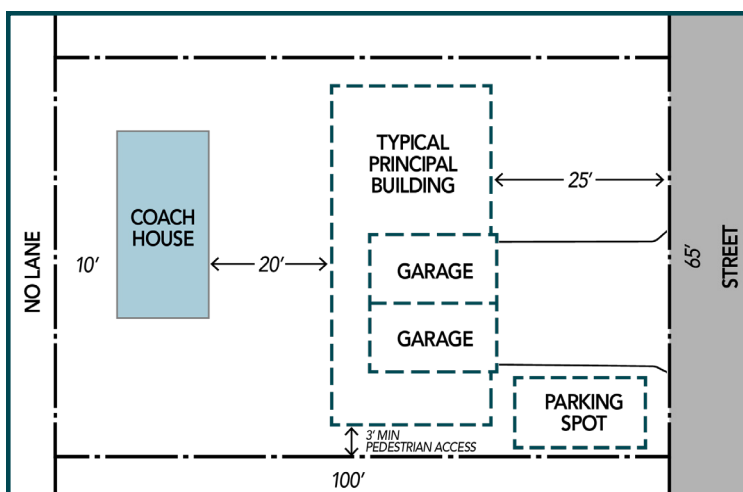 NO LANE
10'
COACH
HOUSE
20'
TYPICAL
PRINCIPAL
BUILDING
25'
GARAGE
GARAGE
65'
STREET
PARKING
SPOT
3' MIN
PEDESTRIAN ACCESS
100'